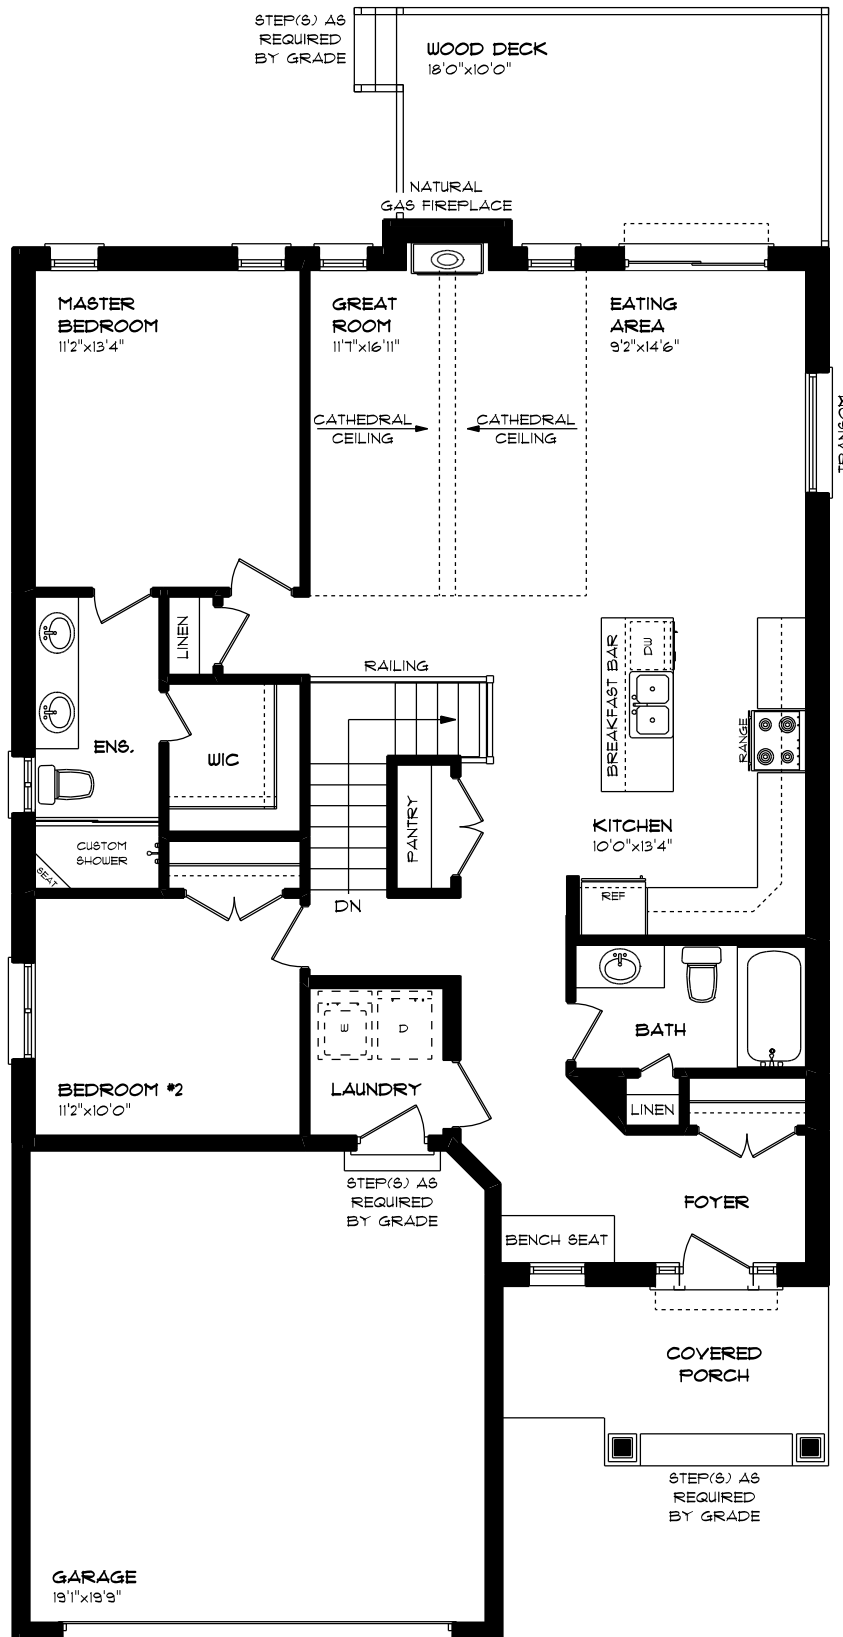 STEP(S) AS
REQUIRED
BY GRADE
WOOD DECK
18'0"x10'0"
NATURAL
GAS FIREPLACE
MASTER
BEDROOM
11'2"x13'4"
GREAT
ROOM
11'7"x16'11"
EATING
AREA
9'2"x14'6"
CATHEDRAL
CEILING
CATHEDRAL
CEILING
TRANSOM
LINEN
RAILING
BREAKFAST BAR
DW
RANGE
ENS.
WIC
PANTRY
KITCHEN
10'0"x13'4"
CUSTOM
SHOWER
SEAT
DN
REF
BATH
W
D
LAUNDRY
BEDROOM #2
11'2"x10'0"
LINEN
STEP(S) AS
REQUIRED
BY GRADE
FOYER
BENCH SEAT
COVERED
PORCH
STEP(S) AS
REQUIRED
BY GRADE
GARAGE
19'1"x19'9"